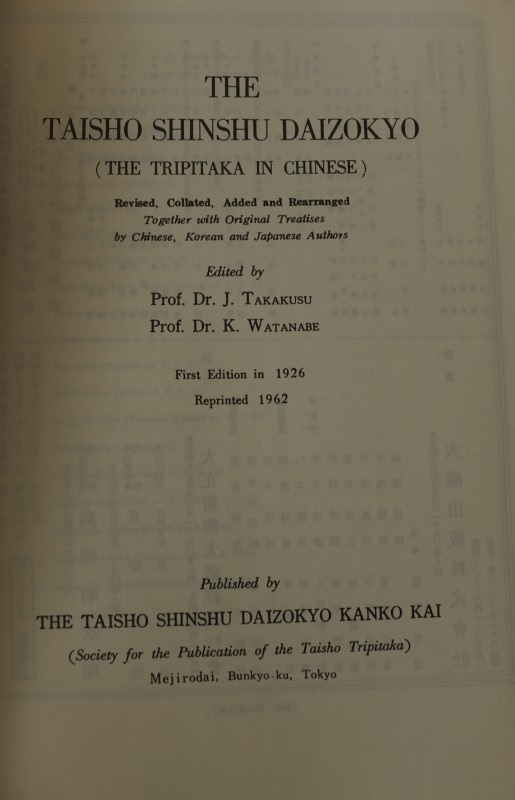 THE
TAISHO SHINSHU DAIZOKYO
(THE TRIPITAKA IN CHINESE)
Revised, Collated, Added and Rearranged
Together with Original Treatises
by Chinese, Korean and Japanese Authors
Edited by
Prof. Dr. J. TAKAKUSU
Prof. Dr. K. WATANABE
First Edition in 1926
Reprinted 1962
Published by
THE TAISHO SHINSHU DAIZOKYO KANKO KAI
(Society for the Publication of the Taisho Tripitaka)
Mejirodai, Bunkyo-ku, Tokyo